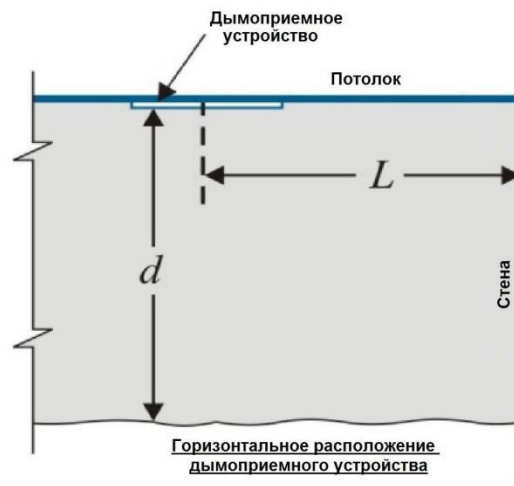 Дымоприемное
устройство
Потолок
L
d
Стена
Горизонтальное расположение
дымоприемного устройства